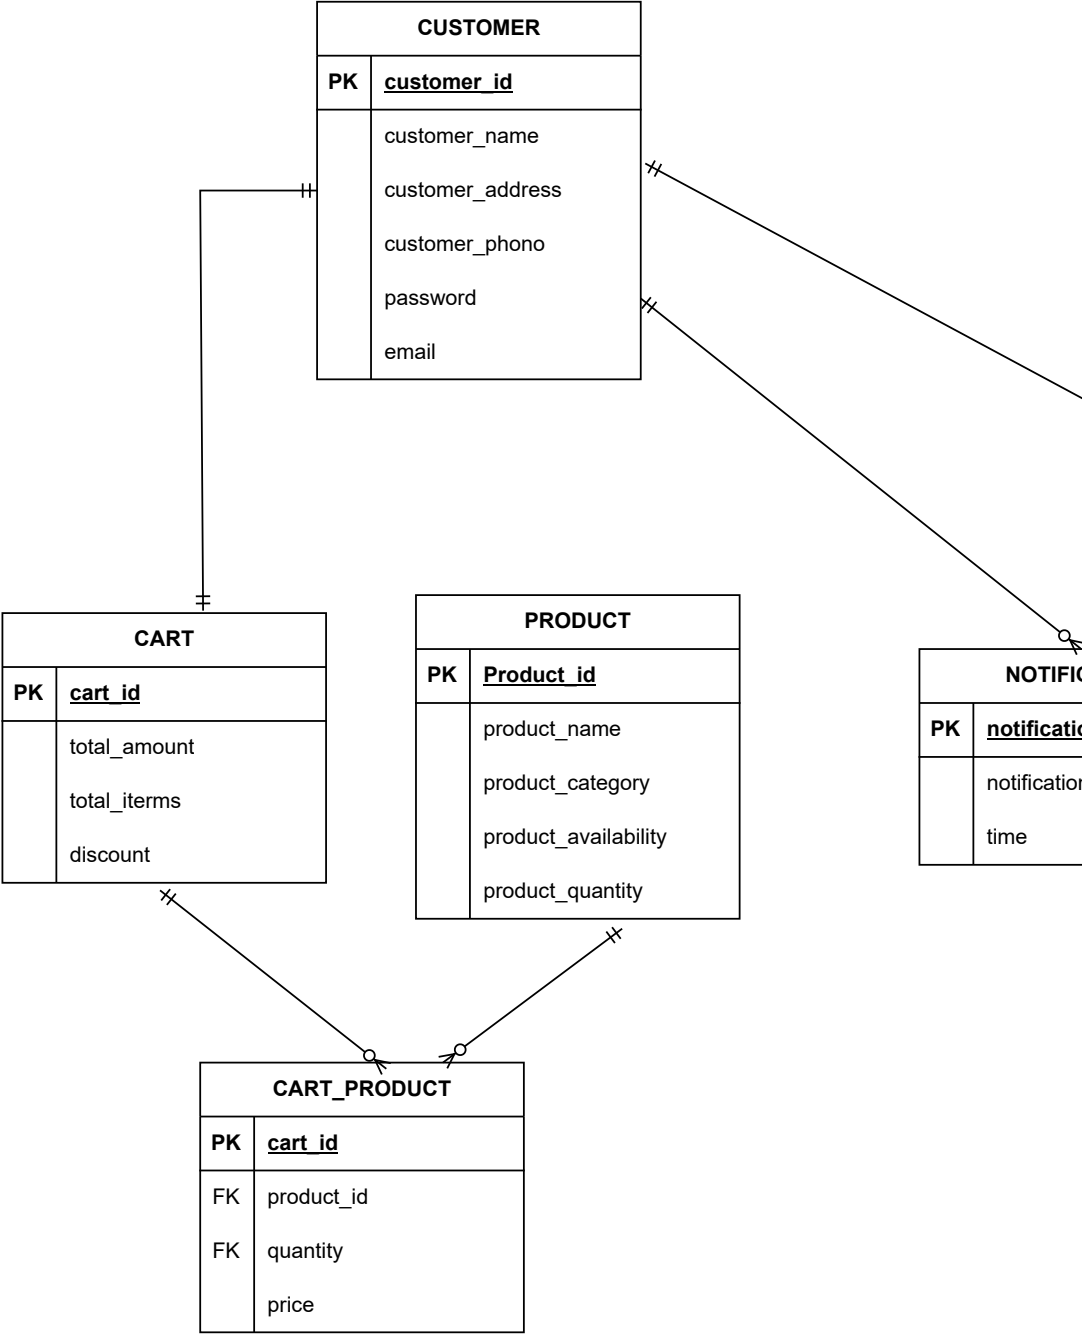 CUSTOMER
PK customer_id
customer_name
customer_address
customer_phono
password
email
CART
PK cart_id
total_amount
total_iterms
discount
PRODUCT
PK Product_id
product_name
product_category
product_availability
product_quantity
PK
time
CART_PRODUCT
PK cart_id
FK product_id
FK quantity
price